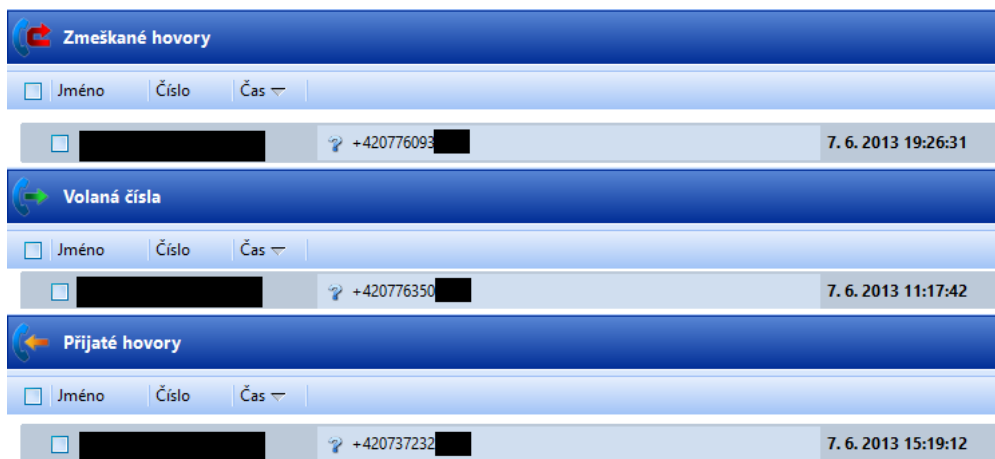 Zmeškané hovory
Jméno Číslo Čas
+420776093 7. 6. 2013 19:26:31
Volaná čísla
Jméno Číslo Čas
+420776350 7. 6. 2013 11:17:42
Přijaté hovory
Jméno Číslo Čas
+420737232 7. 6. 2013 15:19:12